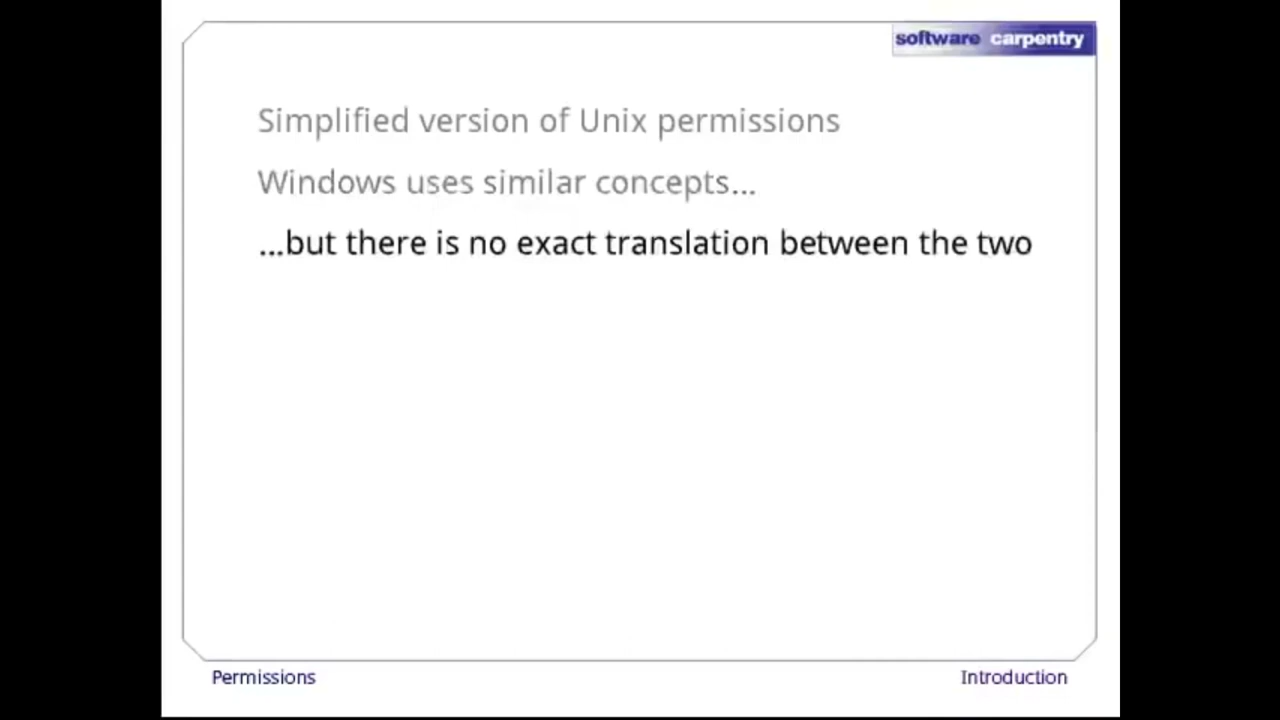 software carpentry
Simplified version of Unix permissions
Windows uses similar concepts...
...but there is no exact translation between the two
Permissions
Introduction